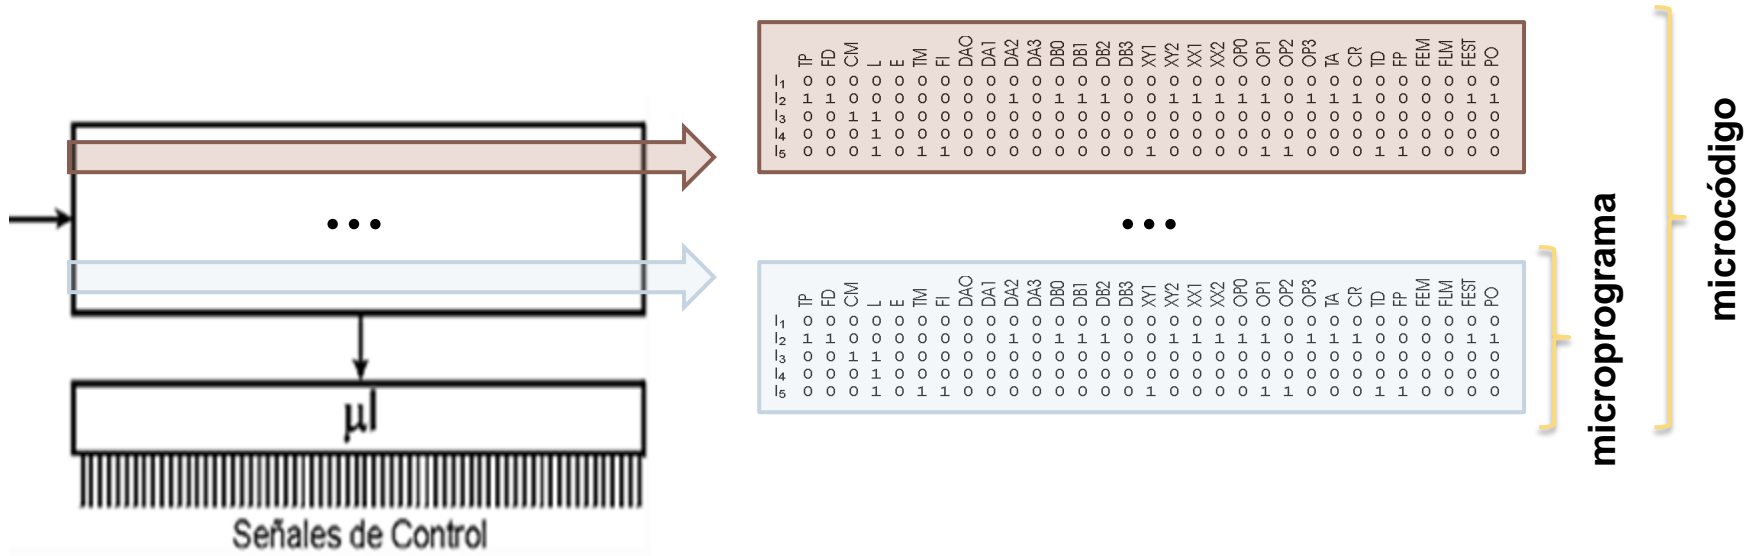 TP FD CM L E TM FI DAO DA1 DA2 DA3 DB0 DB1 DB2 DB3 XY1 XY2 XX1 XX2 OP0 OP1 OP2 OP3 TA CR TD FP FEM FLM FEST PO
I₁ 0 0 0 0 0 0 0 0 0 0 0 0 0 0 0 0 0 0 0 0 0 0 0 0 0 0 0 0 0 0 0
I₂ 1 1 0 0 0 0 0 0 0 1 0 1 1 1 0 0 1 1 1 1 1 0 1 1 1 0 0 0 0 1 1
I₃ 0 0 1 1 0 0 0 0 0 0 0 0 0 0 0 0 0 0 0 0 0 0 0 0 0 0 0 0 0 0 0
I₄ 0 0 0 1 0 0 0 0 0 0 0 0 0 0 0 0 0 0 0 0 0 0 0 0 0 0 0 0 0 0 0
I₅ 0 0 0 1 0 1 1 0 0 0 0 0 0 0 0 1 0 0 0 0 1 1 0 0 0 1 1 0 0 0 0
... ...
TP FD CM L E TM FI DAO DA1 DA2 DA3 DB0 DB1 DB2 DB3 XY1 XY2 XX1 XX2 OP0 OP1 OP2 OP3 TA CR TD FP FEM FLM FEST PO
I₁ 0 0 0 0 0 0 0 0 0 0 0 0 0 0 0 0 0 0 0 0 0 0 0 0 0 0 0 0 0 0 0
I₂ 1 1 0 0 0 0 0 0 0 1 0 1 1 1 0 0 1 1 1 1 1 0 1 1 1 0 0 0 0 1 1
I₃ 0 0 1 1 0 0 0 0 0 0 0 0 0 0 0 0 0 0 0 0 0 0 0 0 0 0 0 0 0 0 0
I₄ 0 0 0 1 0 0 0 0 0 0 0 0 0 0 0 0 0 0 0 0 0 0 0 0 0 0 0 0 0 0 0
I₅ 0 0 0 1 0 1 1 0 0 0 0 0 0 0 0 1 0 0 0 0 1 1 0 0 0 1 1 0 0 0 0
microprograma
microcódigo
μI
Señales de Control